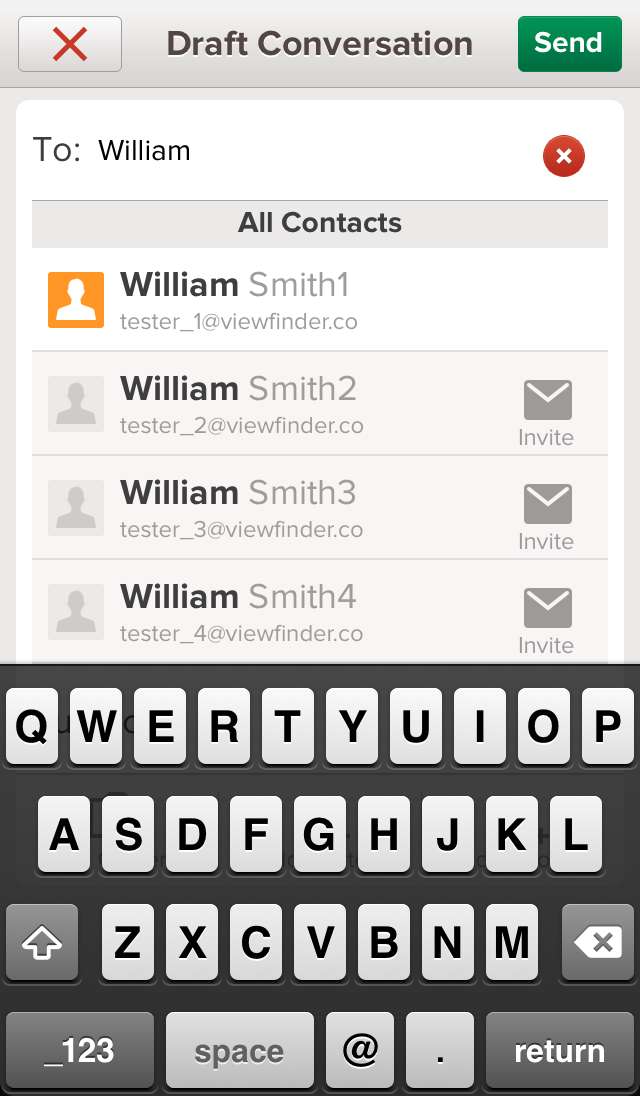 Draft Conversation Send
To: William
All Contacts
William Smith1
tester_1@viewfinder.co
William Smith2
tester_2@viewfinder.co
Invite
William Smith3
tester_3@viewfinder.co
Invite
William Smith4
tester_4@viewfinder.co
Invite
Q W E R T Y U I O P
A S D F G H J K L
Z X C V B N M
_123 space @ . return